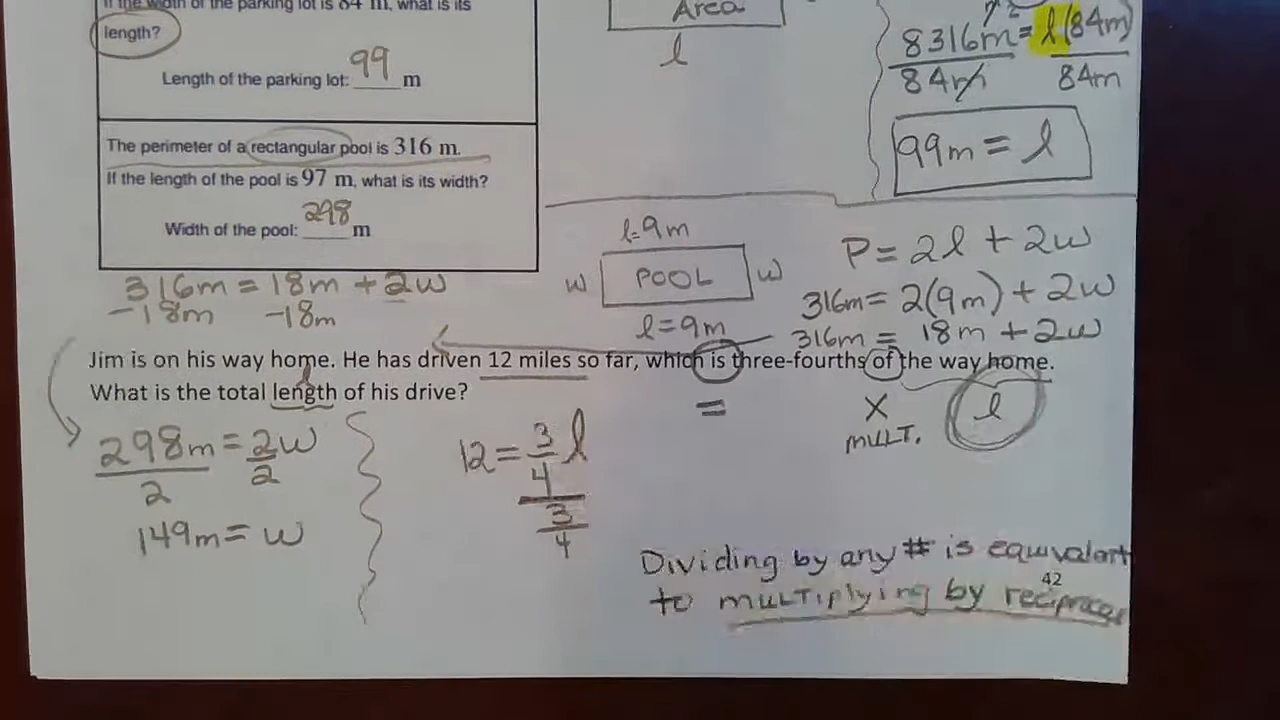 If the width of the parking lot is 84 m, what is its
length?
Length of the parking lot: 99 m
The perimeter of a rectangular pool is 316 m.
If the length of the pool is 97 m, what is its width?
Width of the pool: 298 m
Area
l
8316m² = l(84m)
84m 84m
99m = l
l=9m
w POOL w
l=9m
P = 2l + 2w
316m = 2(9m) + 2w
316m = 18m + 2w
316m = 18m + 2w
-18m -18m
Jim is on his way home. He has driven 12 miles so far, which is three-fourths of the way home.
What is the total length of his drive?
= X l
MULT.
298m = 2w
2 2
149m = w
12 = 3/4 l
3/4
Dividing by any # is equivalent
to multiplying by reciprocal
42